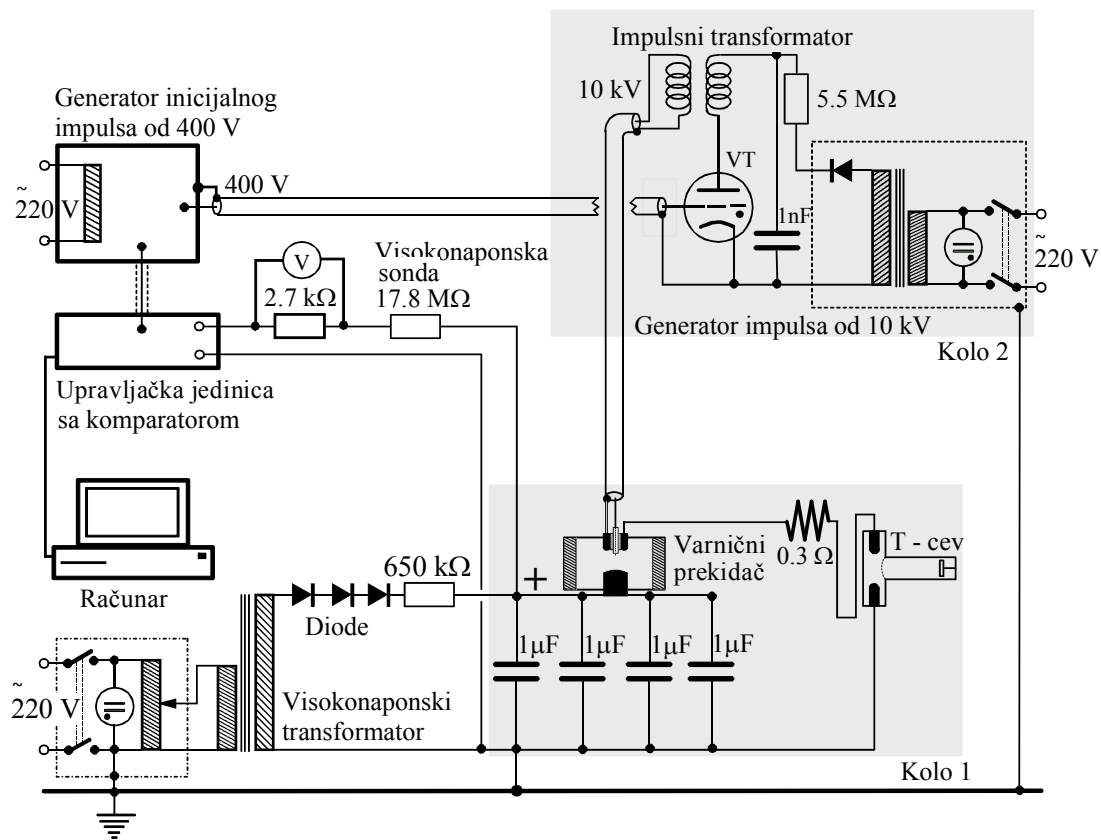 Impulsni transformator
10 kV
5.5 MΩ
Generator inicijalnog
impulsa od 400 V
VT
400 V
~
220 V
1nF
~
220 V
Visokonaponska
sonda
17.8 MΩ
V
2.7 kΩ
Generator impulsa od 10 kV
Kolo 2
Upravljačka jedinica
sa komparatorom
Varnični
prekidač
0.3 Ω
T - cev
650 kΩ
+
Računar
Diode
1μF
1μF
1μF
1μF
~
220 V
Visokonaponski
transformator
Kolo 1